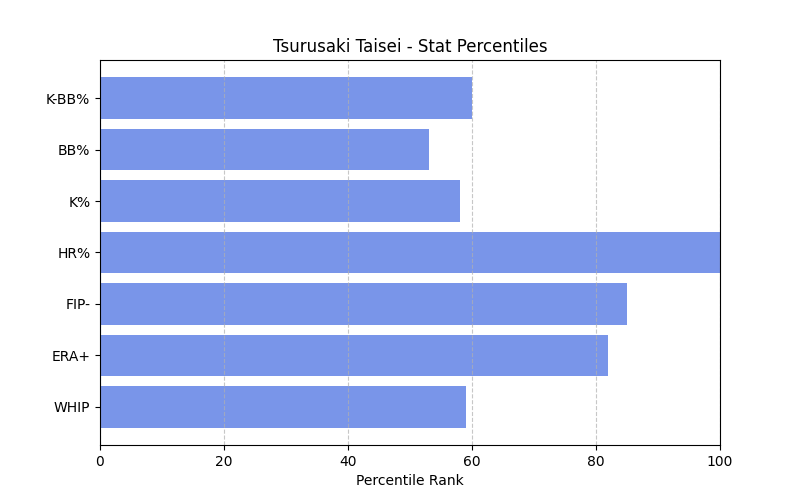 Tsurusaki Taisei - Stat Percentiles
K-BB%
BB%
K%
HR%
FIP-
ERA+
WHIP
0 20 40 60 80 100
Percentile Rank